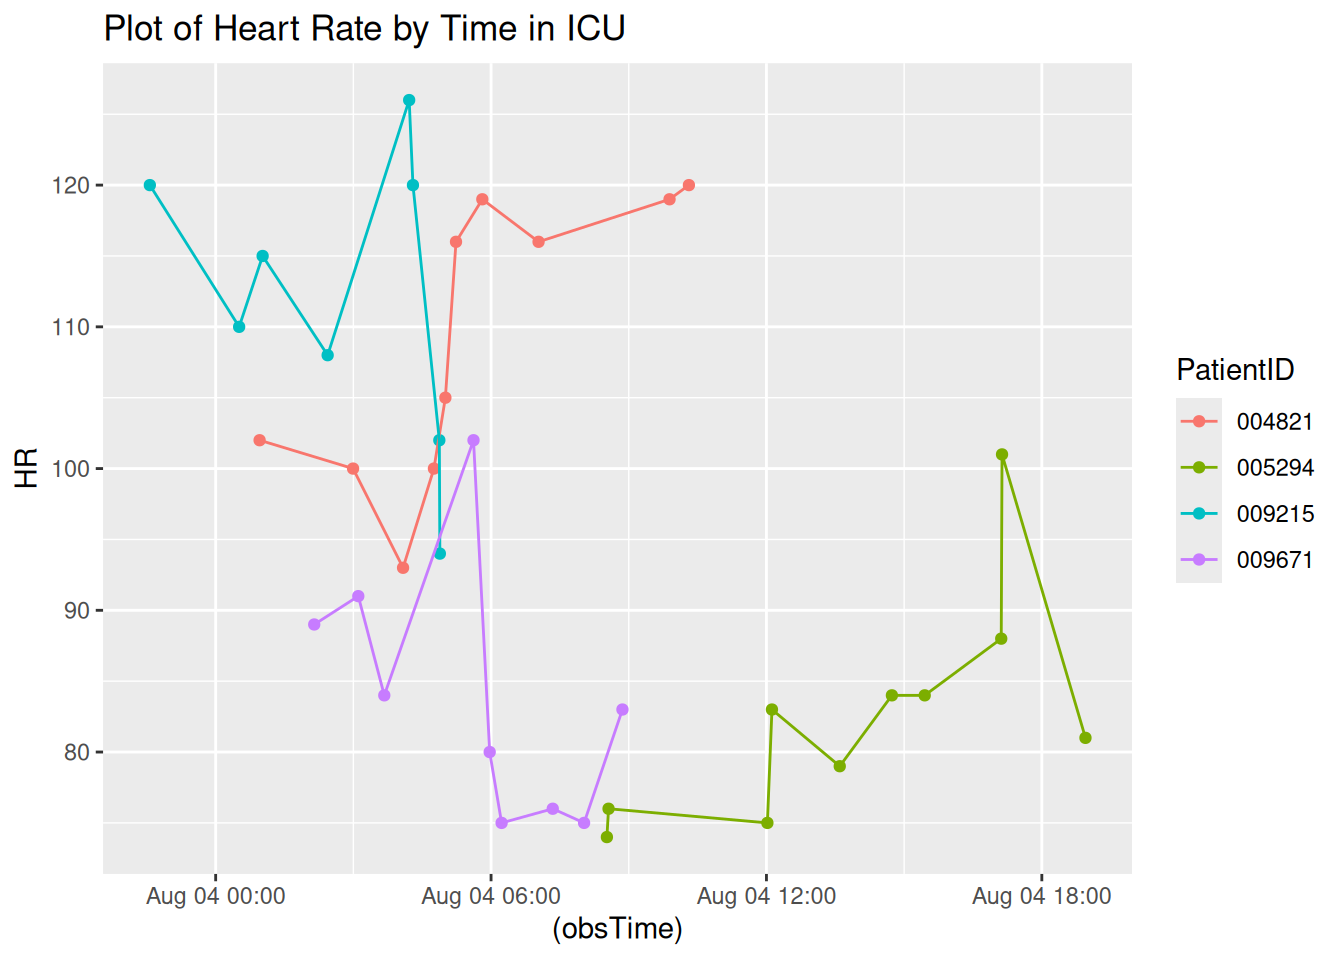 Plot of Heart Rate by Time in ICU
120
110
100
90
80
HR
Aug 04 00:00
Aug 04 06:00
Aug 04 12:00
Aug 04 18:00
(obsTime)
PatientID
004821
005294
009215
009671